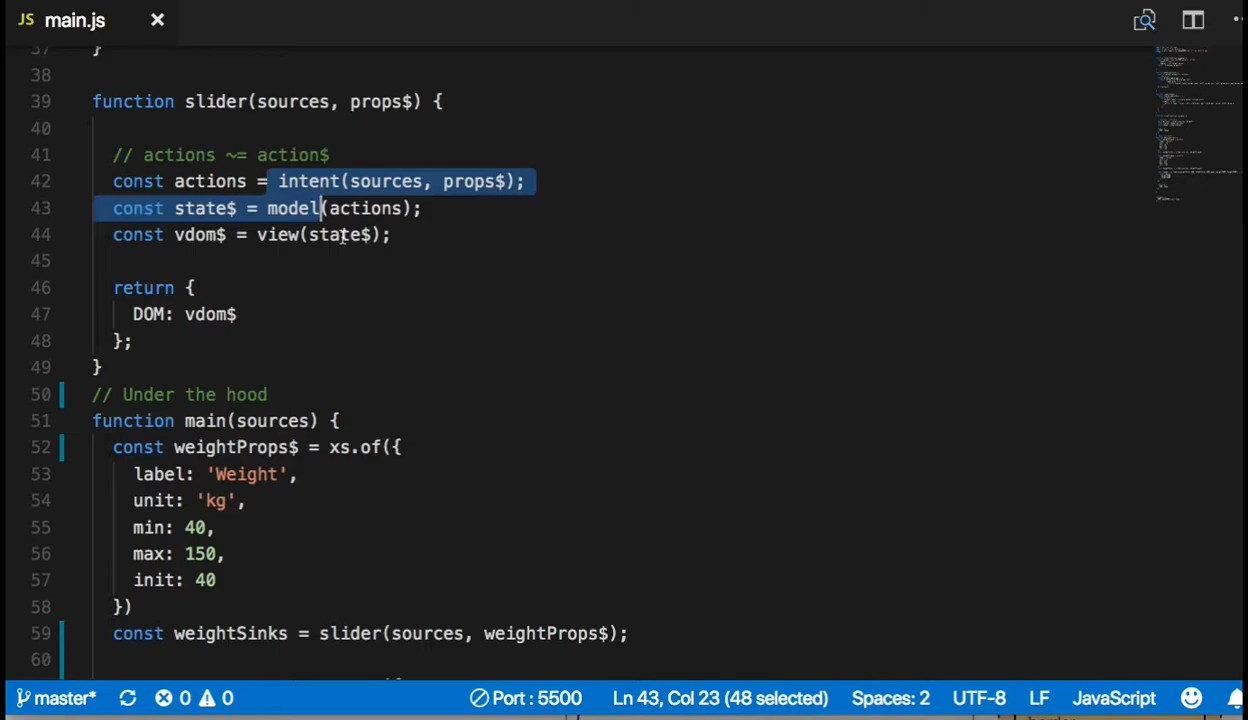 JS main.js ×
37 }
38
39 function slider(sources, props$) {
40
41 // actions ~= action$
42 const actions = intent(sources, props$);
43 const state$ = model(actions);
44 const vdom$ = view(state$);
45
46 return {
47 DOM: vdom$
48 };
49 }
50 // Under the hood
51 function main(sources) {
52 const weightProps$ = xs.of({
53 label: 'Weight',
54 unit: 'kg',
55 min: 40,
56 max: 150,
57 init: 40
58 })
59 const weightSinks = slider(sources, weightProps$);
60
master* 0 0 Port : 5500 Ln 43, Col 23 (48 selected) Spaces: 2 UTF-8 LF JavaScript